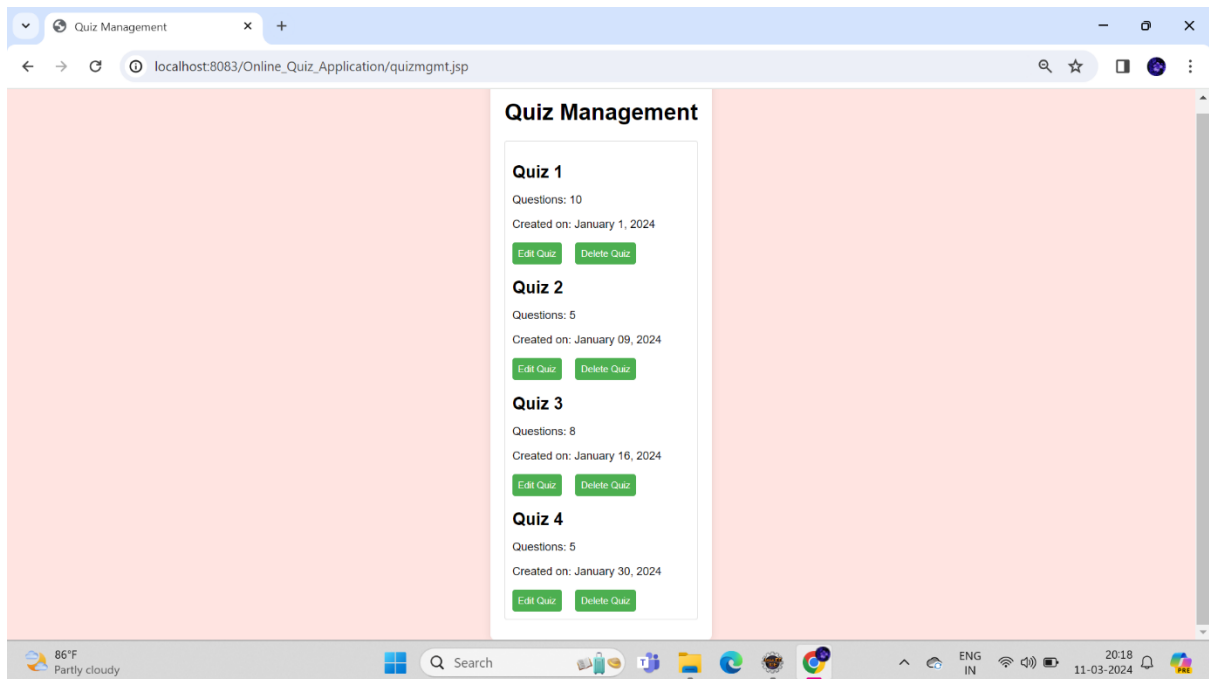 Quiz Management
localhost:8083/Online_Quiz_Application/quizmgmt.jsp
Quiz Management
Quiz 1
Questions: 10
Created on: January 1, 2024
Edit Quiz Delete Quiz
Quiz 2
Questions: 5
Created on: January 09, 2024
Edit Quiz Delete Quiz
Quiz 3
Questions: 8
Created on: January 16, 2024
Edit Quiz Delete Quiz
Quiz 4
Questions: 5
Created on: January 30, 2024
Edit Quiz Delete Quiz
86°F
Partly cloudy
Search
ENG
IN
20:18
11-03-2024
PRE